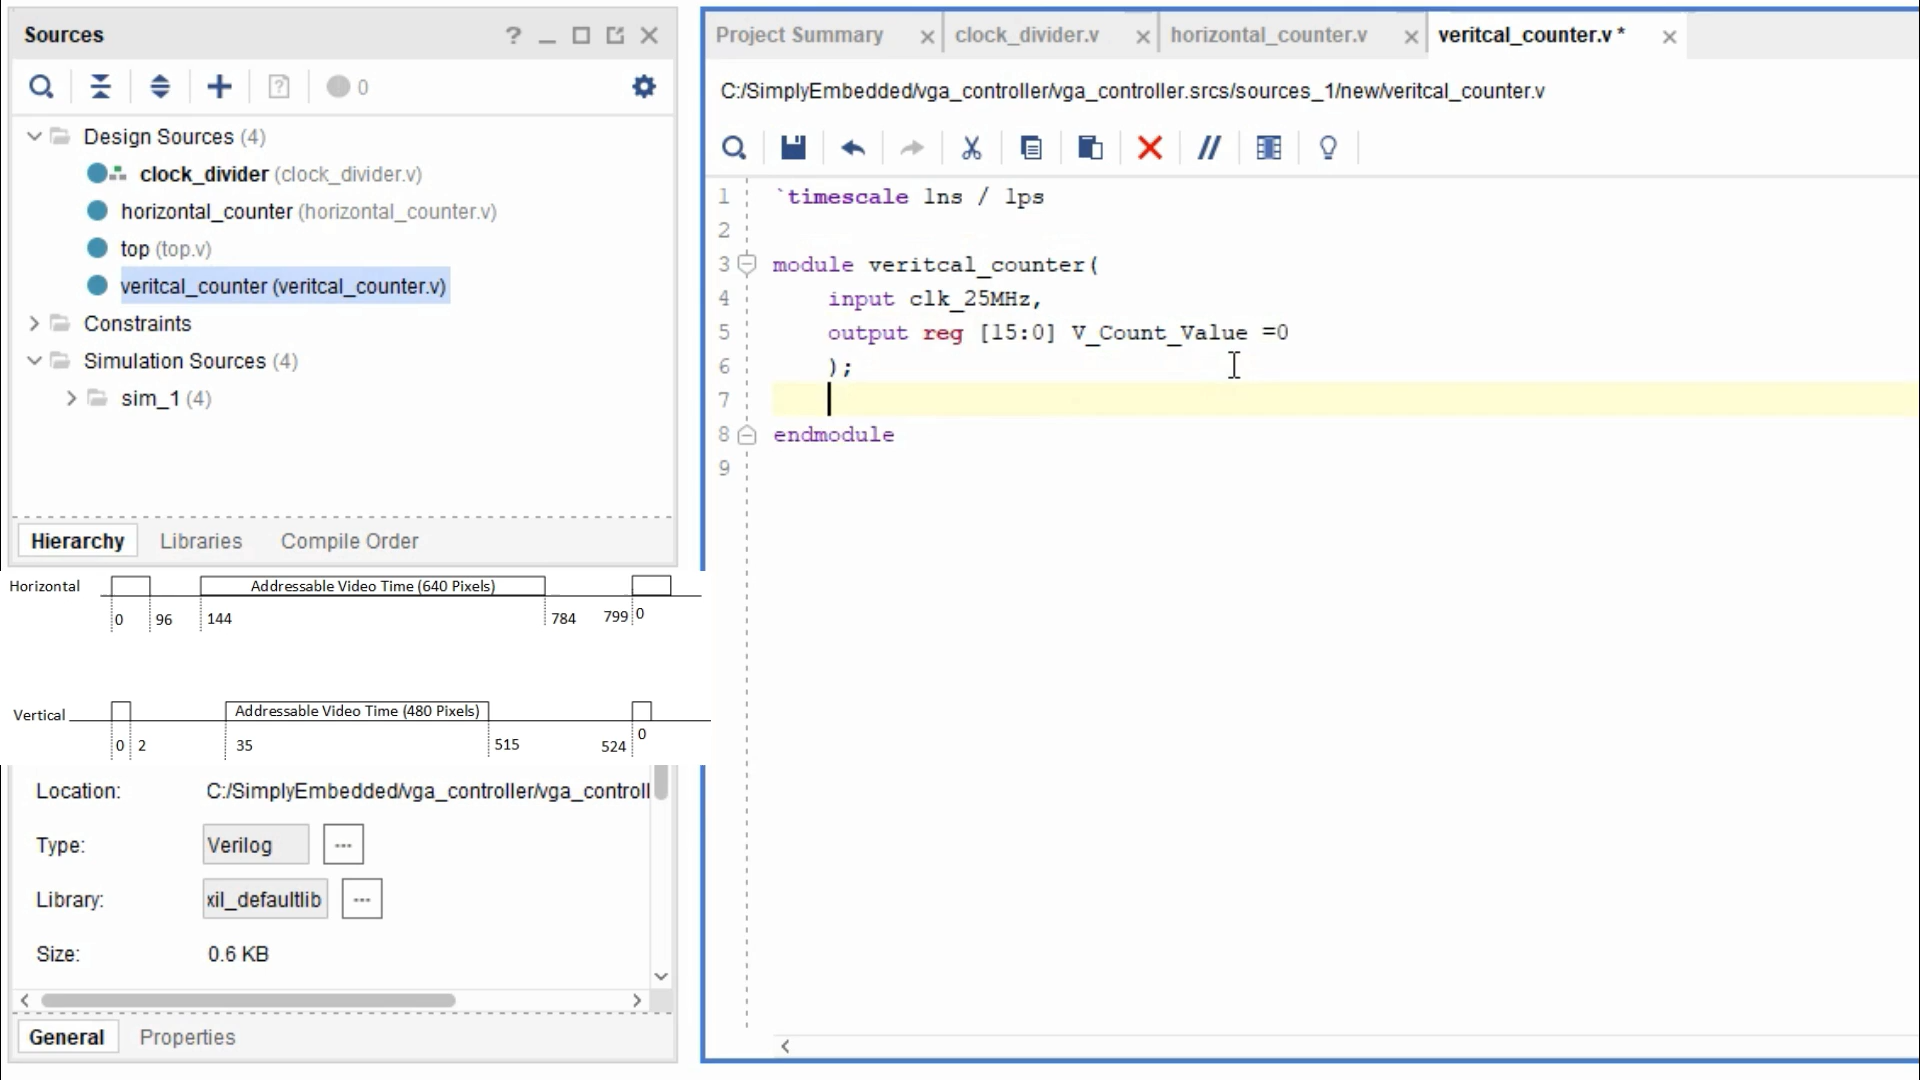 Sources
? 
0
Design Sources (4)
clock_divider (clock_divider.v)
horizontal_counter (horizontal_counter.v)
top (top.v)
veritcal_counter (veritcal_counter.v)
Constraints
Simulation Sources (4)
sim_1 (4)
Hierarchy Libraries Compile Order
Horizontal Addressable Video Time (640 Pixels)
0 96 144 784 799 0
Vertical Addressable Video Time (480 Pixels)
0 2 35 515 524 0
Location: C:/SimplyEmbedded/vga_controller/vga_controll
Type: Verilog ...
Library: xil_defaultlib ...
Size: 0.6 KB
General Properties
Project Summary clock_divider.v horizontal_counter.v veritcal_counter.v *
C:/SimplyEmbedded/vga_controller/vga_controller.srcs/sources_1/new/veritcal_counter.v
1 `timescale 1ns / 1ps
2
3 module veritcal_counter(
4 input clk_25MHz,
5 output reg [15:0] V_Count_Value =0
6 );
7
8 endmodule
9